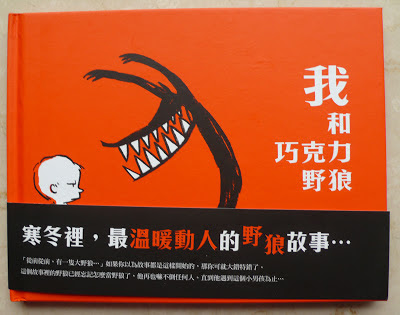 我
和
巧克力
野狼
寒冬裡，最溫暖動人的野狼故事…
「從前從前，有一隻大野狼…」如果你以為故事都是這樣開始的，那你可就大錯特錯了。
這個故事裡的野狼已經忘記怎麼當野狼了，他再也嚇不倒任何人，直到他遇到這個小男孩為止…